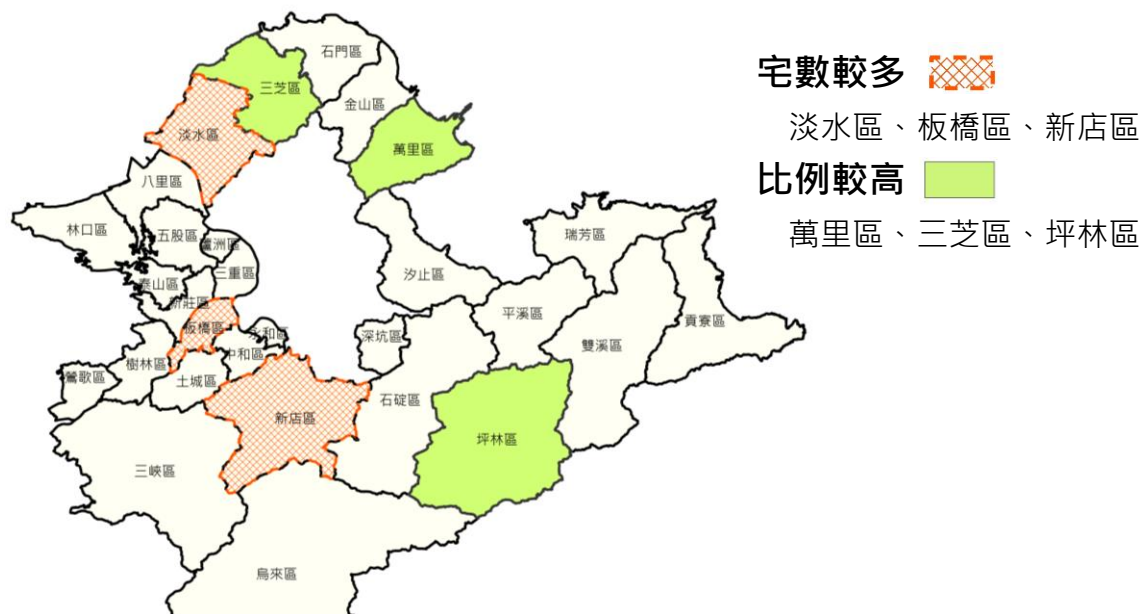 石門區
三芝區
金山區
淡水區
萬里區
八里區
林口區
五股區
蘆洲區
瑞芳區
三重區
汐止區
泰山區
新莊區
平溪區
貢寮區
板橋區
永和區
深坑區
雙溪區
中和區
樹林區
鶯歌區
土城區
石碇區
新店區
坪林區
三峽區
烏來區
宅數較多
淡水區、板橋區、新店區
比例較高
萬里區、三芝區、坪林區